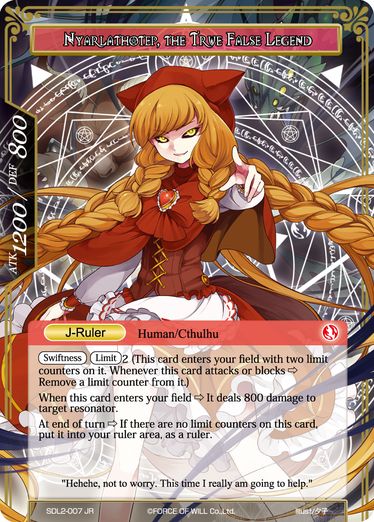 Nyarlathotep, the True False Legend
ATK 1200 / DEF 800
J-Ruler Human/Cthulhu
Swiftness Limit 2 (This card enters your field with two limit
counters on it. Whenever this card attacks or blocks ⇨
Remove a limit counter from it.)
When this card enters your field ⇨ It deals 800 damage to
target resonator.
At end of turn ⇨ If there are no limit counters on this card,
put it into your ruler area, as a ruler.
"Hehehe, not to worry. This time I really am going to help."
SDL2-007 JR ©FORCE OF WILL Co.,Ltd. Illust/夕子